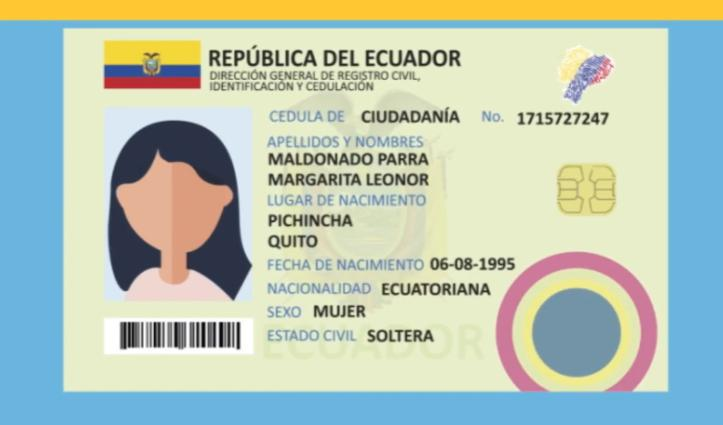 REPÚBLICA DEL ECUADOR
DIRECCIÓN GENERAL DE REGISTRO CIVIL,
IDENTIFICACIÓN Y CEDULACIÓN
CEDULA DE CIUDADANÍA No. 1715727247
APELLIDOS Y NOMBRES
MALDONADO PARRA
MARGARITA LEONOR
LUGAR DE NACIMIENTO
PICHINCHA
QUITO
FECHA DE NACIMIENTO 06-08-1995
NACIONALIDAD ECUATORIANA
SEXO MUJER
ESTADO CIVIL SOLTERA
ECUADOR